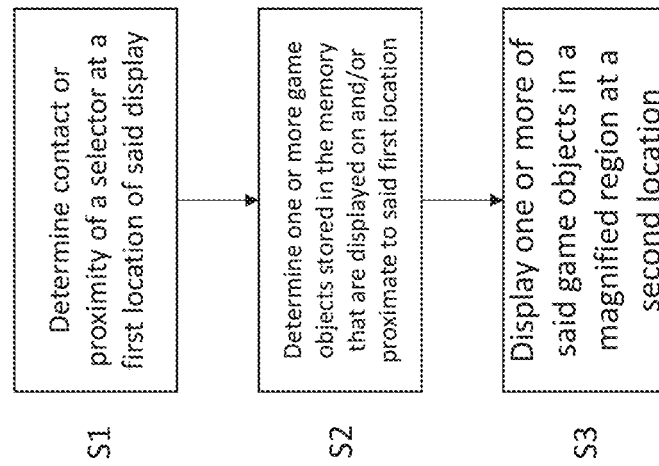 S1
Determine contact or
proximity of a selector at a
first location of said display
S2
Determine one or more game
objects stored in the memory
that are displayed on and/or
proximate to said first location
S3
Display one or more of
said game objects in a
magnified region at a
second location